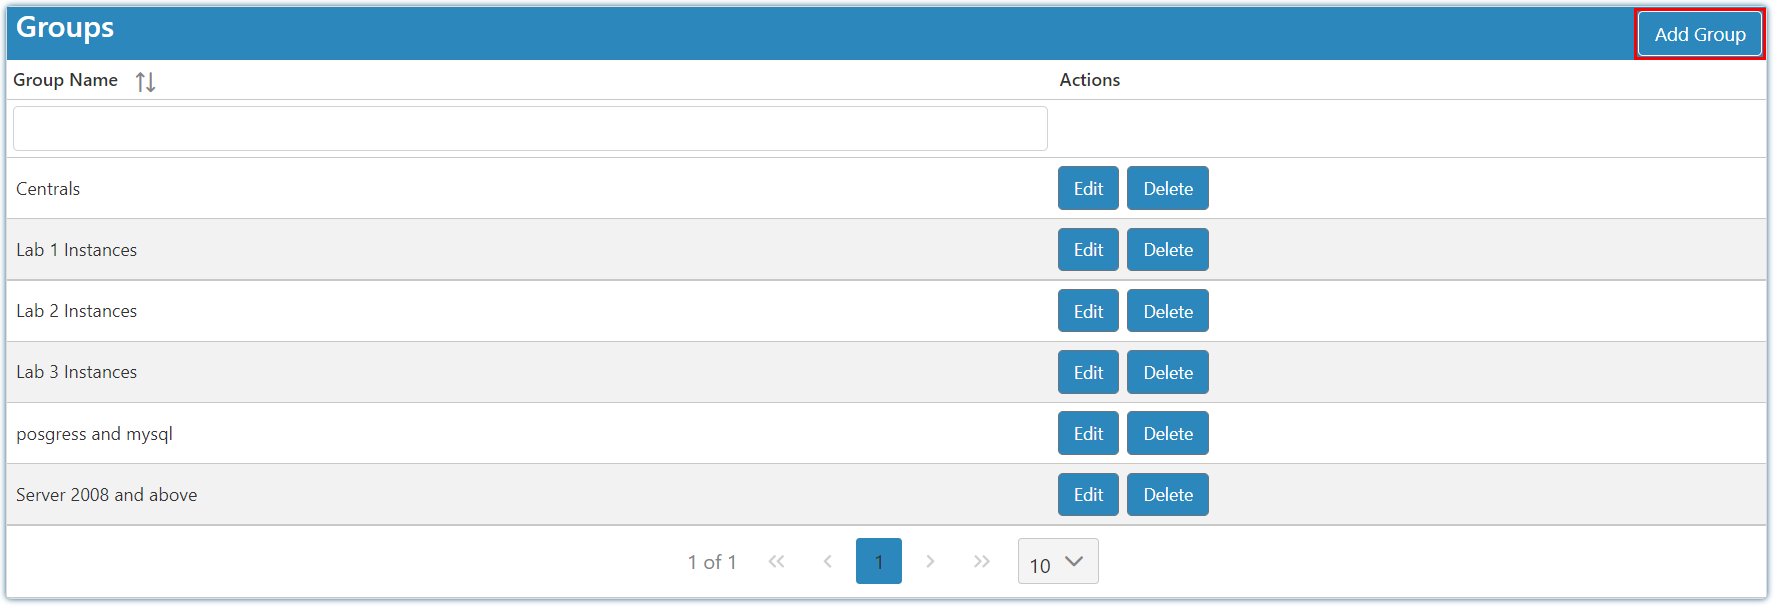 Groups
Add Group
Group Name Actions
Centrals Edit Delete
Lab 1 Instances Edit Delete
Lab 2 Instances Edit Delete
Lab 3 Instances Edit Delete
posgress and mysql Edit Delete
Server 2008 and above Edit Delete
1 of 1 « ‹ 1 › » 10